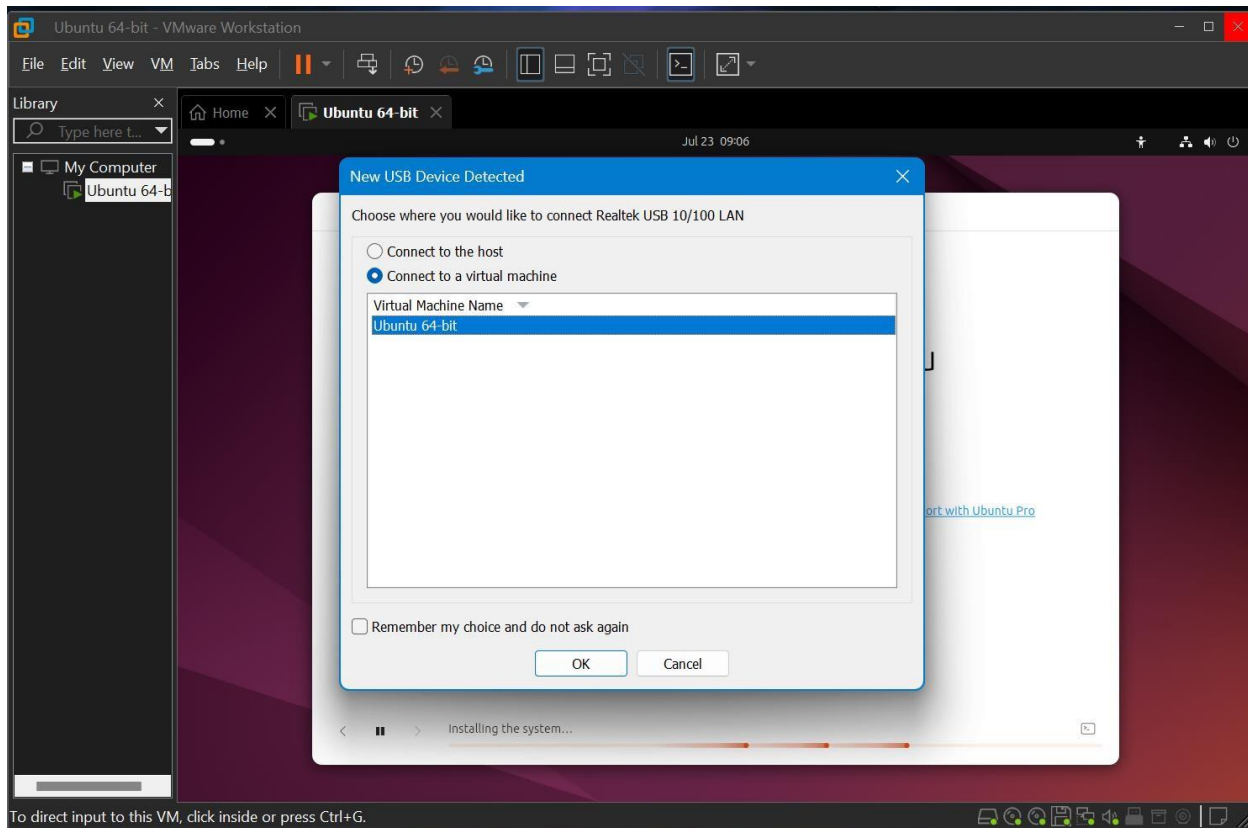 Ubuntu 64-bit - VMware Workstation
File Edit View VM Tabs Help
Library
Type here t...
My Computer
Ubuntu 64-b
Home
Ubuntu 64-bit
Jul 23 09:06
New USB Device Detected
Choose where you would like to connect Realtek USB 10/100 LAN
Connect to the host
Connect to a virtual machine
Virtual Machine Name
Ubuntu 64-bit
ort with Ubuntu Pro
Remember my choice and do not ask again
OK Cancel
Installing the system...
To direct input to this VM, click inside or press Ctrl+G.